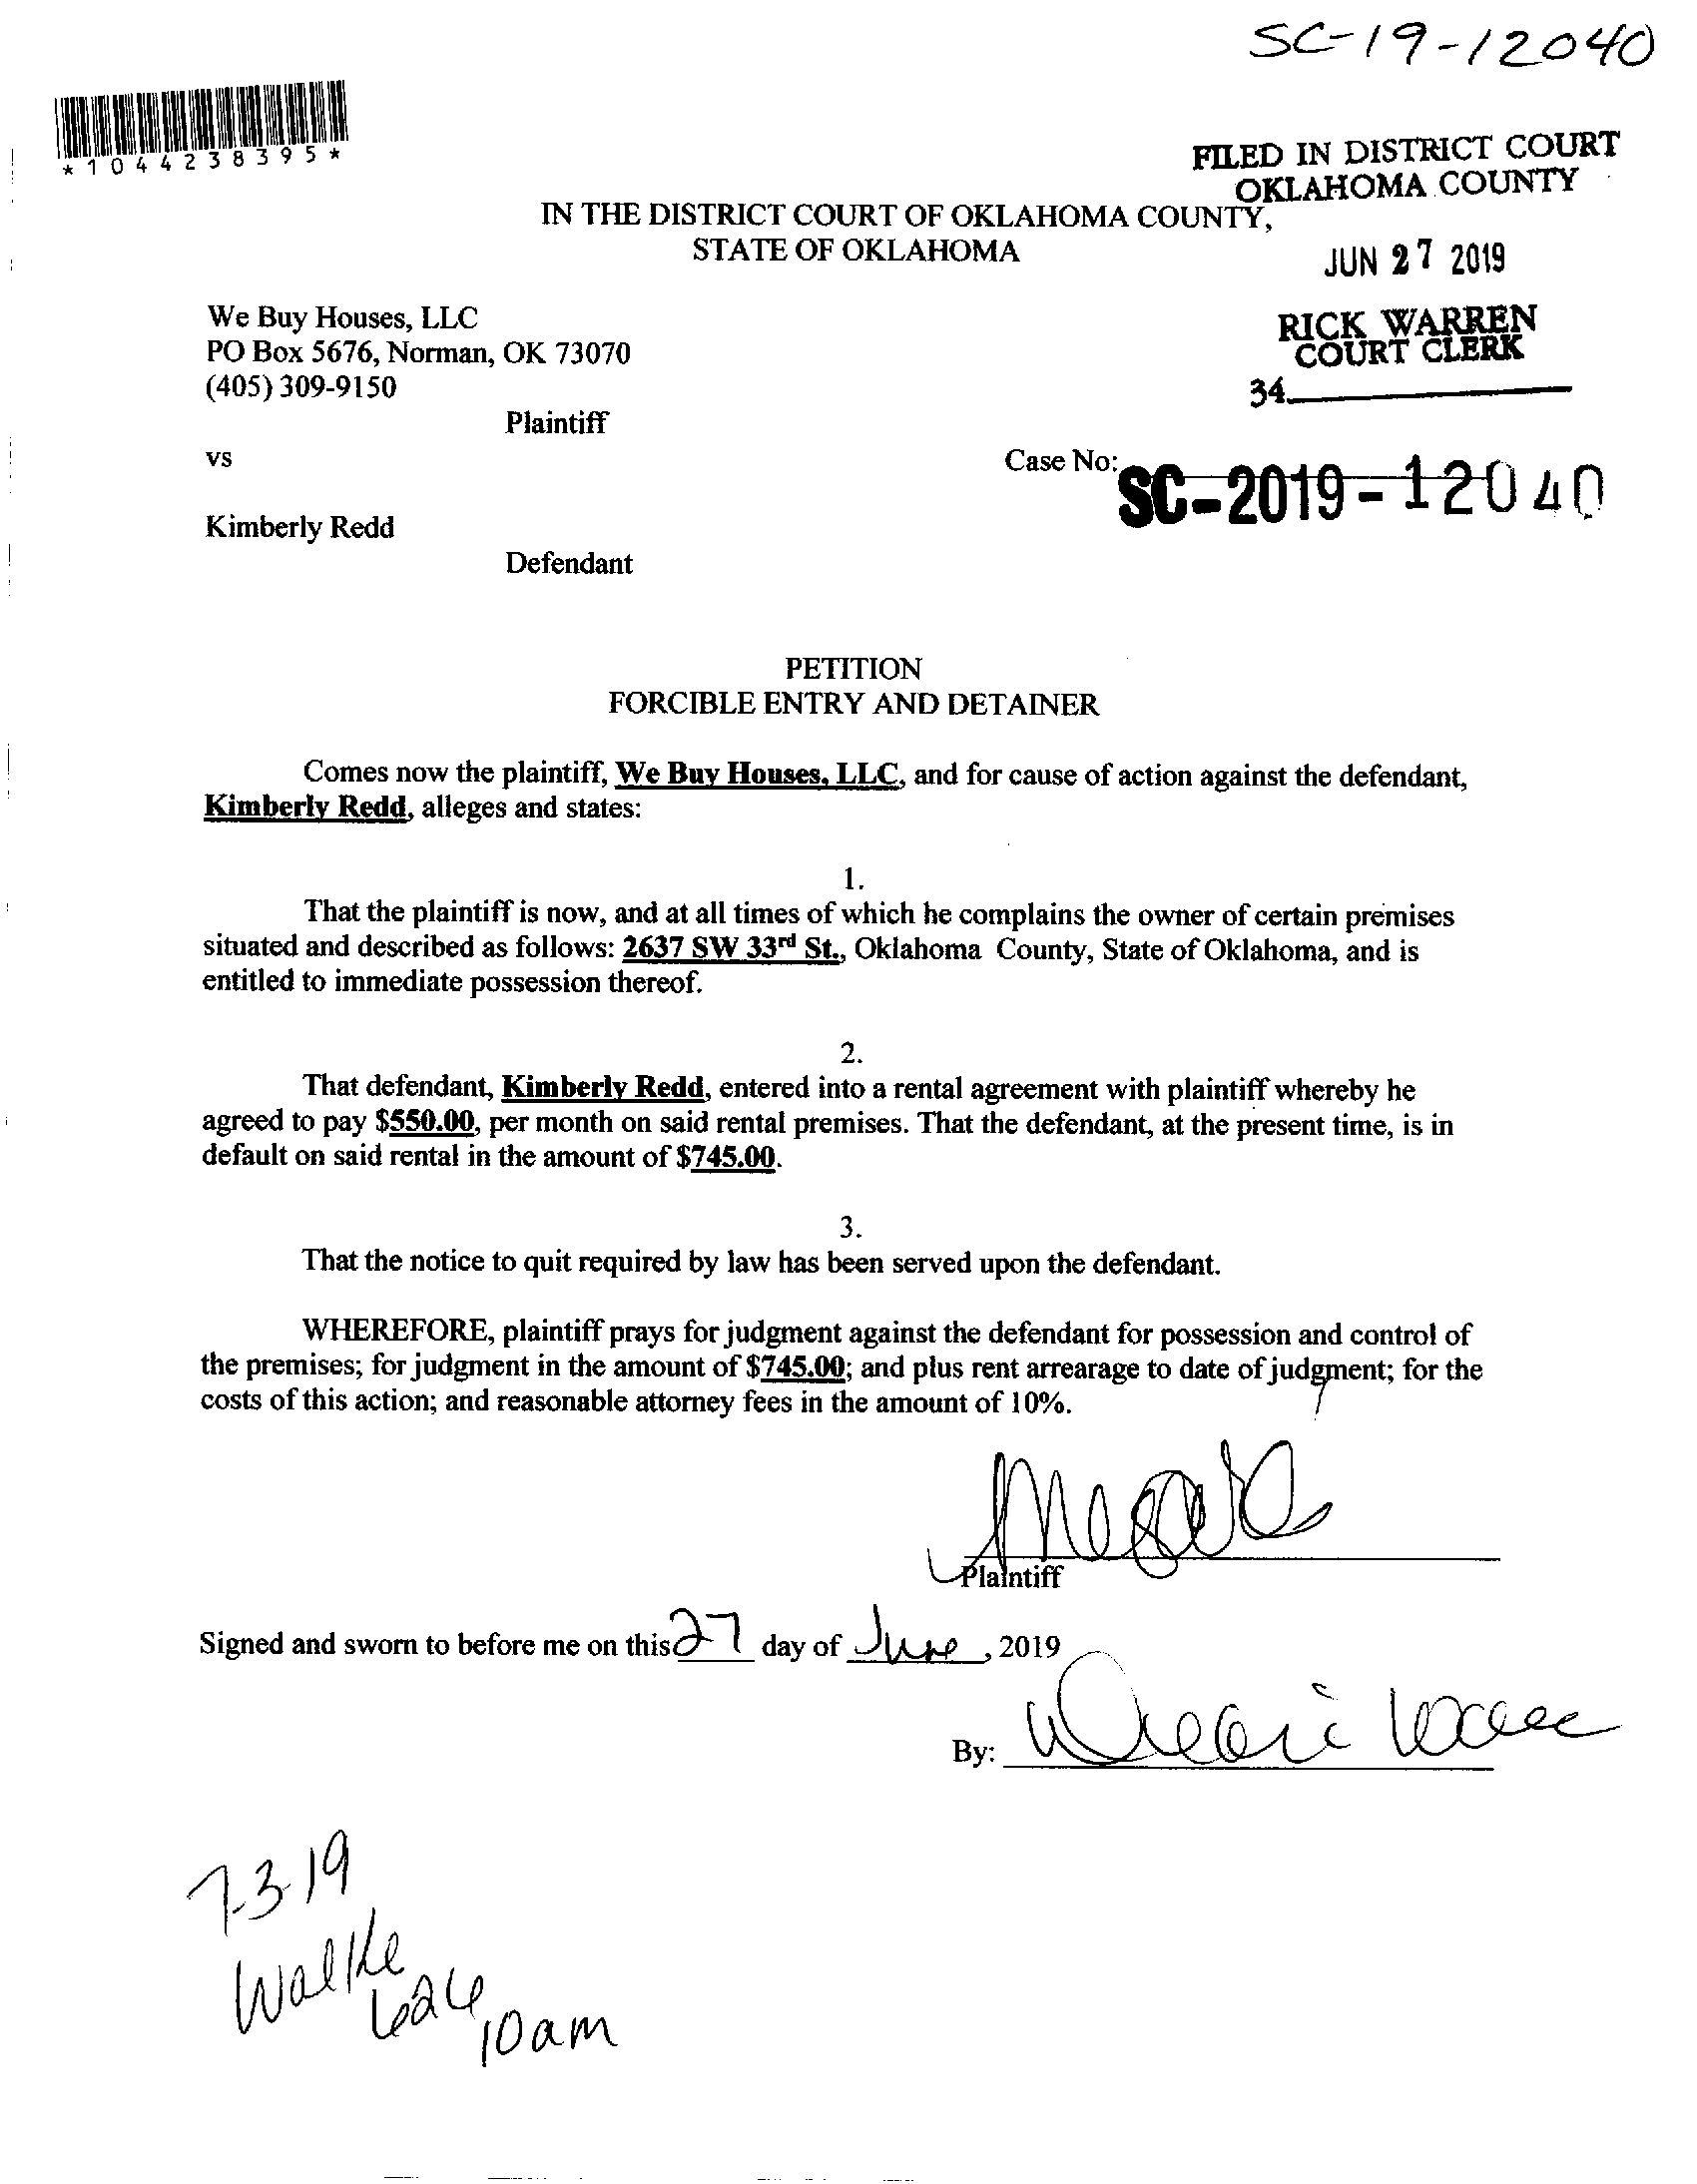 SC-19-12040
*1044238395*
FILED IN DISTRICT COURT
OKLAHOMA COUNTY
IN THE DISTRICT COURT OF OKLAHOMA COUNTY,
STATE OF OKLAHOMA
JUN 27 2019
RICK WARREN
COURT CLERK
34
We Buy Houses, LLC
PO Box 5676, Norman, OK 73070
(405) 309-9150
Plaintiff
vs
Case No: SC-2019-12040
Kimberly Redd
Defendant
PETITION
FORCIBLE ENTRY AND DETAINER
Comes now the plaintiff, We Buy Houses, LLC, and for cause of action against the defendant,
Kimberly Redd, alleges and states:
1.
That the plaintiff is now, and at all times of which he complains the owner of certain premises
situated and described as follows: 2637 SW 33rd St., Oklahoma County, State of Oklahoma, and is
entitled to immediate possession thereof.
2.
That defendant, Kimberly Redd, entered into a rental agreement with plaintiff whereby he
agreed to pay $550.00, per month on said rental premises. That the defendant, at the present time, is in
default on said rental in the amount of $745.00.
3.
That the notice to quit required by law has been served upon the defendant.
WHEREFORE, plaintiff prays for judgment against the defendant for possession and control of
the premises; for judgment in the amount of $745.00; and plus rent arrearage to date of judgment; for the
costs of this action; and reasonable attorney fees in the amount of 10%.
Plaintiff
Signed and sworn to before me on this 27 day of June, 2019
By:
7-3-19
Walke
10am